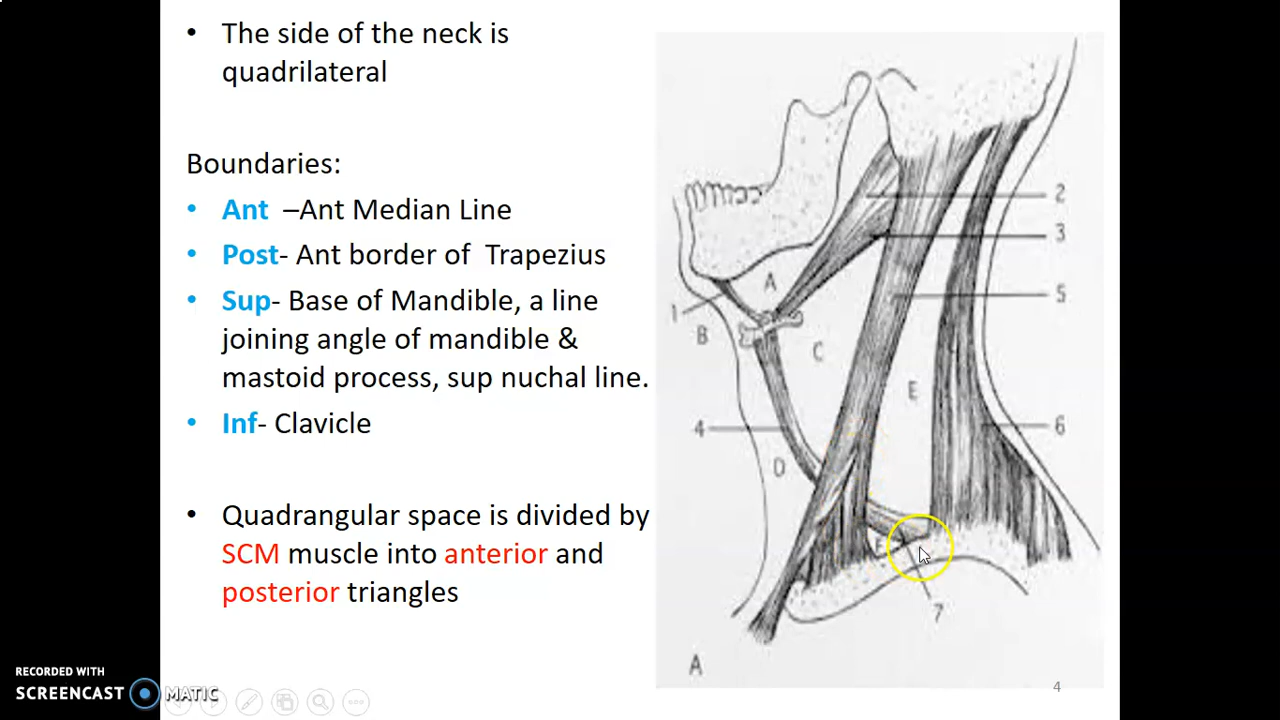 • The side of the neck is
quadrilateral
Boundaries:
• Ant –Ant Median Line
• Post- Ant border of Trapezius
• Sup- Base of Mandible, a line
joining angle of mandible &
mastoid process, sup nuchal line.
• Inf- Clavicle
• Quadrangular space is divided by
SCM muscle into anterior and
posterior triangles
2
3
A
5
1
B
C
E
4
6
D
F
7
A
4
RECORDED WITH
SCREENCAST MATIC